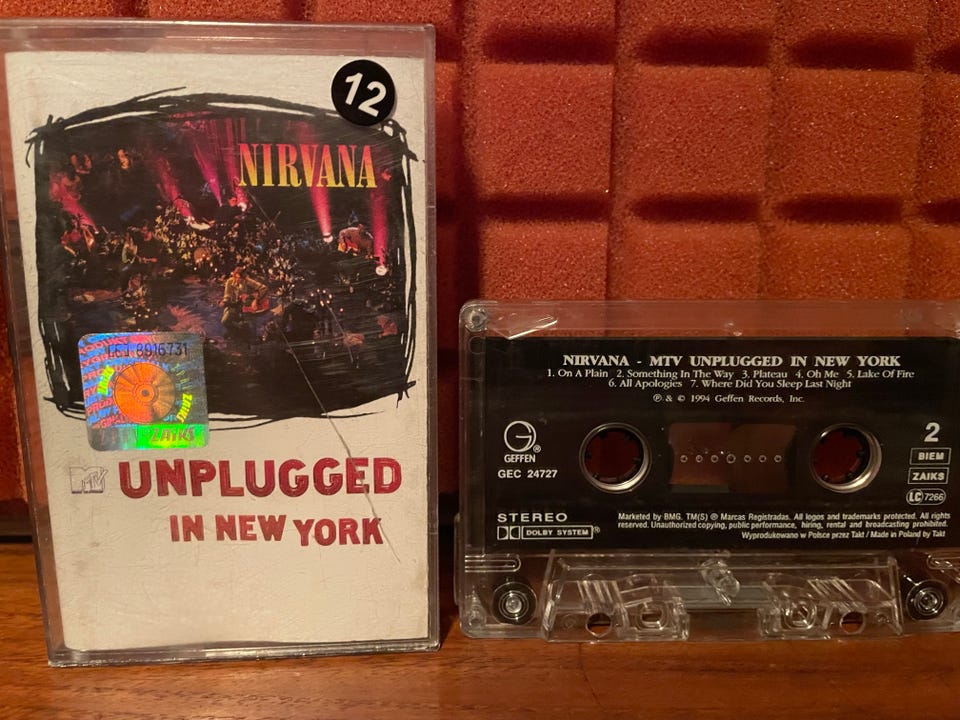 12
NIRVANA
CEJ 8916731
ZAIKS
ZAIKS
MTV
UNPLUGGED
IN NEW YORK
NIRVANA - MTV UNPLUGGED IN NEW YORK
1. On A Plain 2. Something In The Way 3. Plateau 4. Oh Me 5. Lake Of Fire
6. All Apologies 7. Where Did You Sleep Last Night
℗ & © 1994 Geffen Records, Inc.
G®
GEFFEN
GEC 24727
2
BIEM
ZAIKS
LC 7266
STEREO
DOLBY SYSTEM®
Marketed by BMG. TM(S) ® Marcas Registradas. All logos and trademarks protected. All rights
reserved. Unauthorized copying, public performance, hiring, rental and broadcasting prohibited.
Wyprodukowano w Polsce przez Takt / Made in Poland by Takt